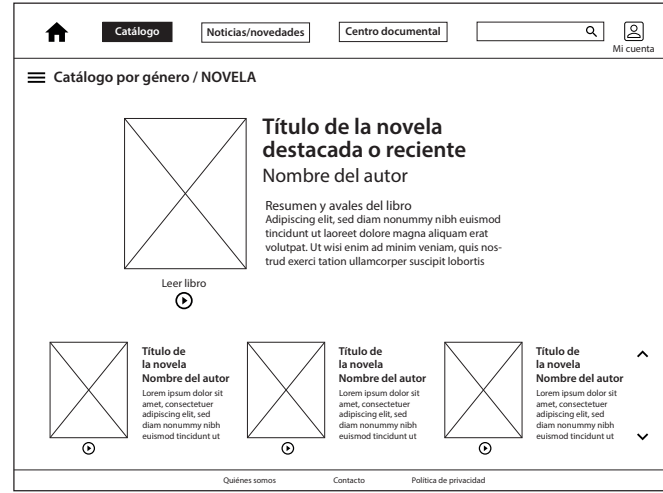 Catálogo
Noticias/novedades
Centro documental
Mi cuenta
Catálogo por género / NOVELA
Título de la novela
destacada o reciente
Nombre del autor
Resumen y avales del libro
Adipiscing elit, sed diam nonummy nibh euismod
tincidunt ut laoreet dolore magna aliquam erat
volutpat. Ut wisi enim ad minim veniam, quis nos-
trud exerci tation ullamcorper suscipit lobortis
Leer libro
Título de
la novela
Nombre del autor
Lorem ipsum dolor sit
amet, consectetuer
adipiscing elit, sed
diam nonummy nibh
euismod tincidunt ut
Título de
la novela
Nombre del autor
Lorem ipsum dolor sit
amet, consectetuer
adipiscing elit, sed
diam nonummy nibh
euismod tincidunt ut
Título de
la novela
Nombre del autor
Lorem ipsum dolor sit
amet, consectetuer
adipiscing elit, sed
diam nonummy nibh
euismod tincidunt ut
Quiénes somos
Contacto
Política de privacidad